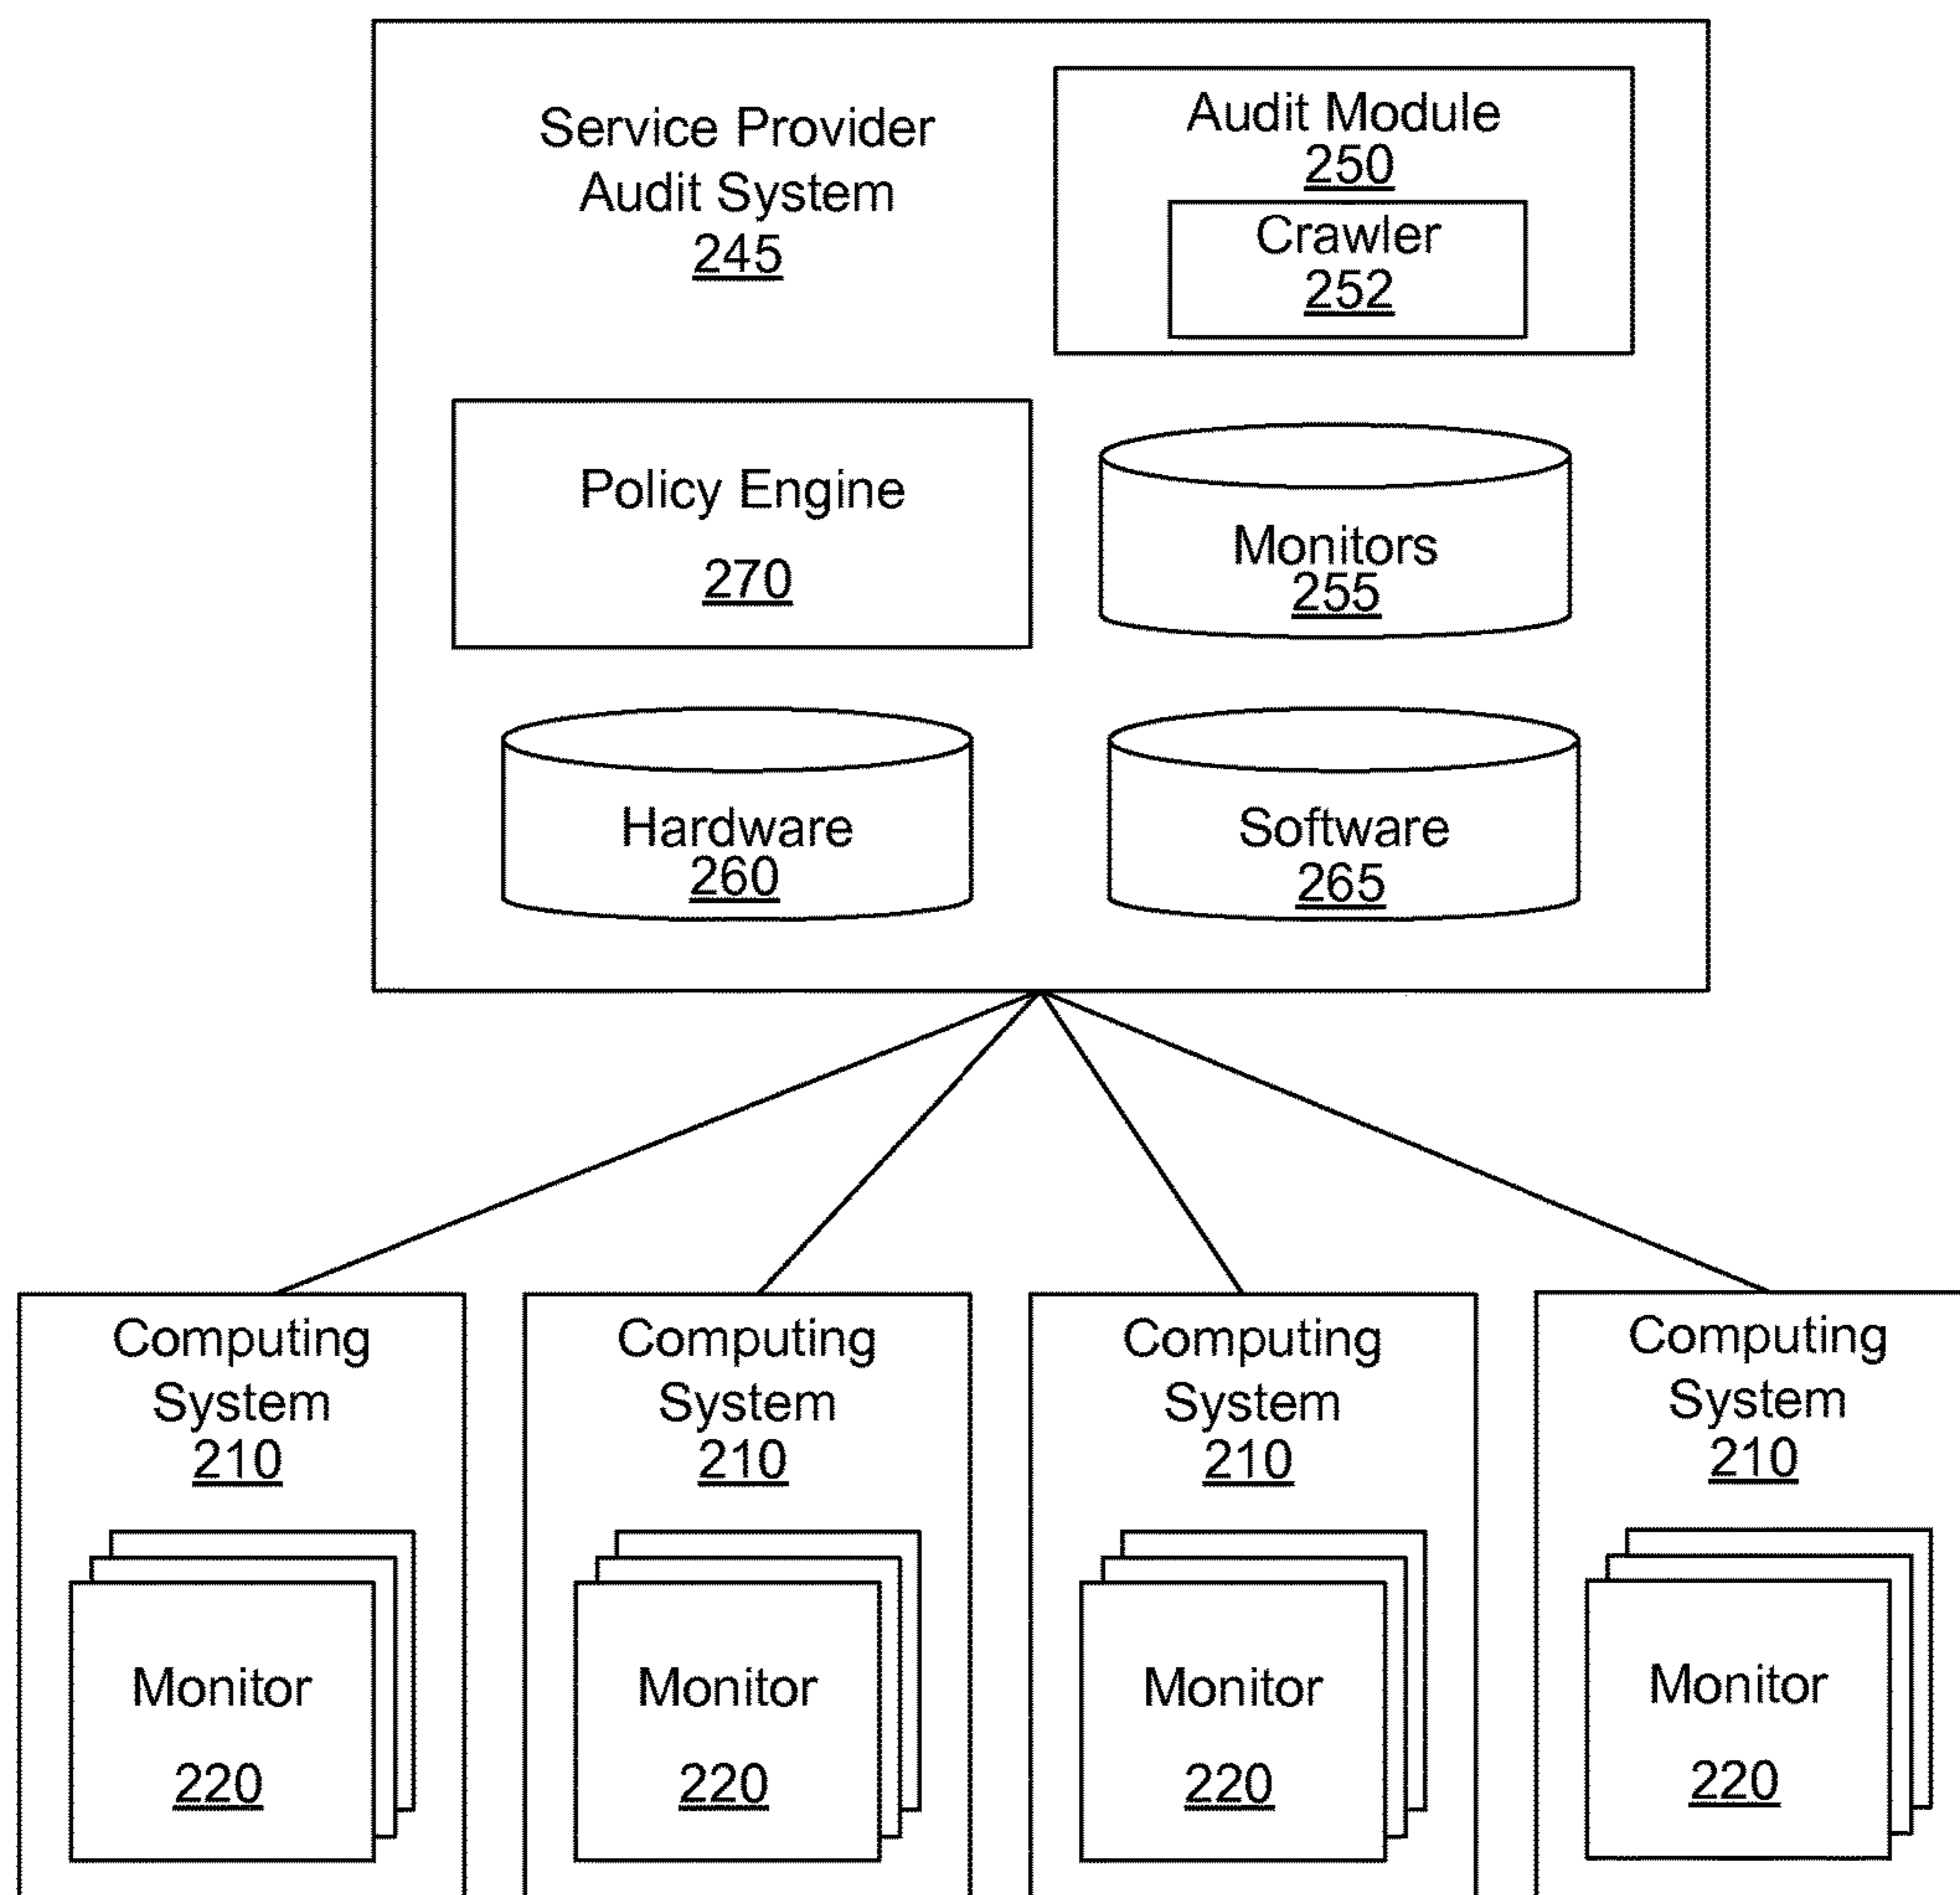 Service Provider
Audit System
245
Audit Module
250
Crawler
252
Policy Engine
270
Monitors
255
Hardware
260
Software
265
Computing
System
210
Monitor
220
Computing
System
210
Monitor
220
Computing
System
210
Monitor
220
Computing
System
210
Monitor
220